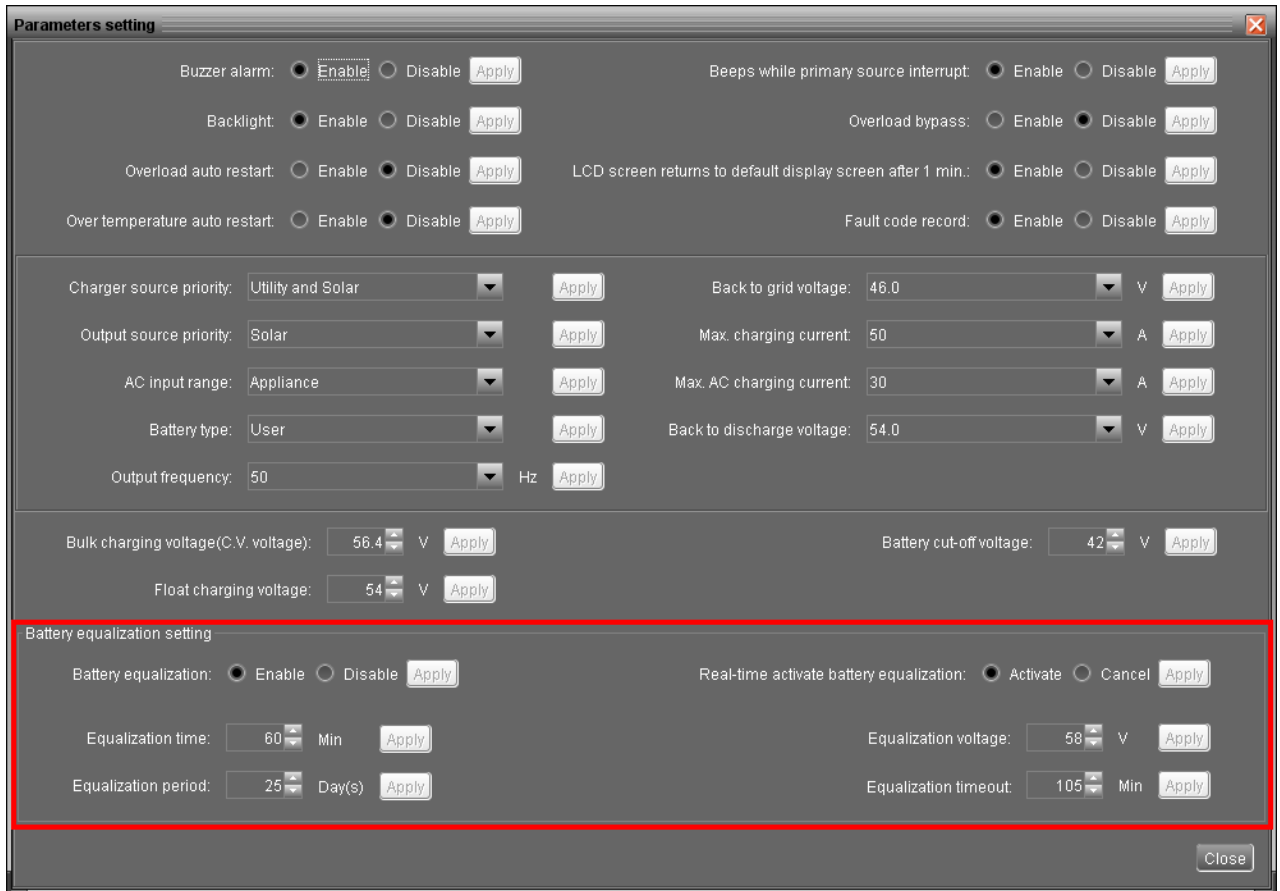 Parameters setting
Buzzer alarm: Enable Disable Apply Beeps while primary source interrupt: Enable Disable Apply
Backlight: Enable Disable Apply Overload bypass: Enable Disable Apply
Overload auto restart: Enable Disable Apply LCD screen returns to default display screen after 1 min.: Enable Disable Apply
Over temperature auto restart: Enable Disable Apply Fault code record: Enable Disable Apply
Charger source priority: Utility and Solar Apply Back to grid voltage: 46.0 V Apply
Output source priority: Solar Apply Max. charging current: 50 A Apply
AC input range: Appliance Apply Max. AC charging current: 30 A Apply
Battery type: User Apply Back to discharge voltage: 54.0 V Apply
Output frequency: 50 Hz Apply
Bulk charging voltage(C.V. voltage): 56.4 V Apply Battery cut-off voltage: 42 V Apply
Float charging voltage: 54 V Apply
Battery equalization setting
Battery equalization: Enable Disable Apply Real-time activate battery equalization: Activate Cancel Apply
Equalization time: 60 Min Apply Equalization voltage: 58 V Apply
Equalization period: 25 Day(s) Apply Equalization timeout: 105 Min Apply
Close